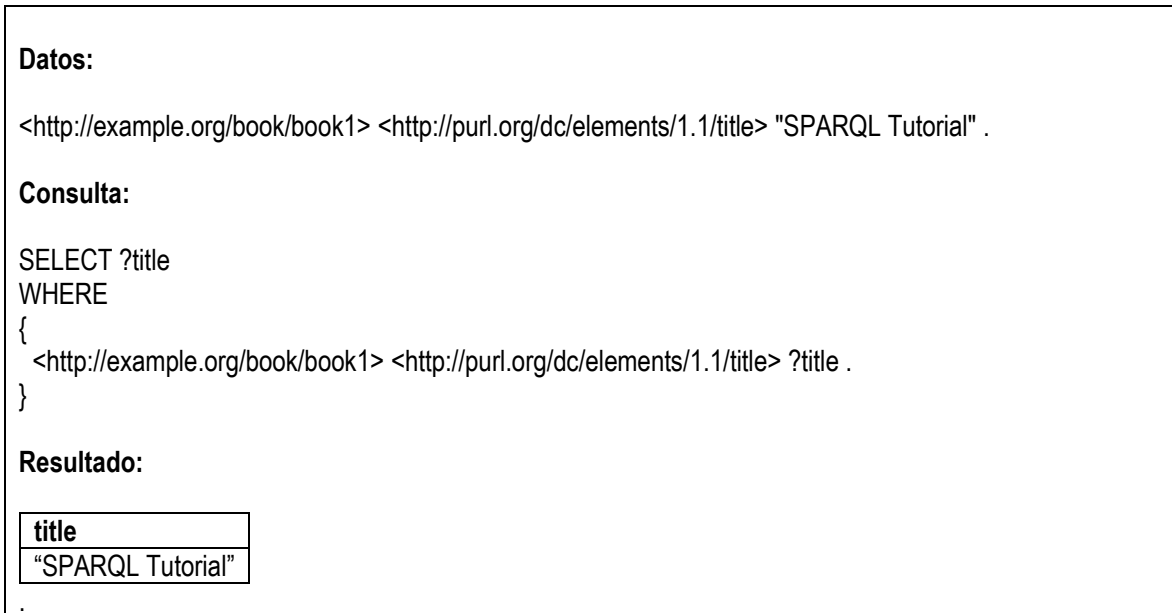 Datos:
<http://example.org/book/book1> <http://purl.org/dc/elements/1.1/title> "SPARQL Tutorial" .
Consulta:
SELECT ?title
WHERE
{
<http://example.org/book/book1> <http://purl.org/dc/elements/1.1/title> ?title .
}
Resultado:
title
“SPARQL Tutorial”
.